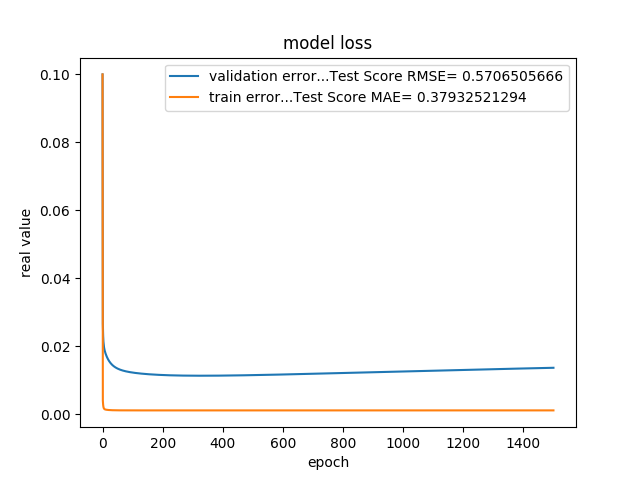 model loss
validation error...Test Score RMSE= 0.5706505666
train error...Test Score MAE= 0.37932521294
real value
0.10
0.08
0.06
0.04
0.02
0.00
0 200 400 600 800 1000 1200 1400
epoch